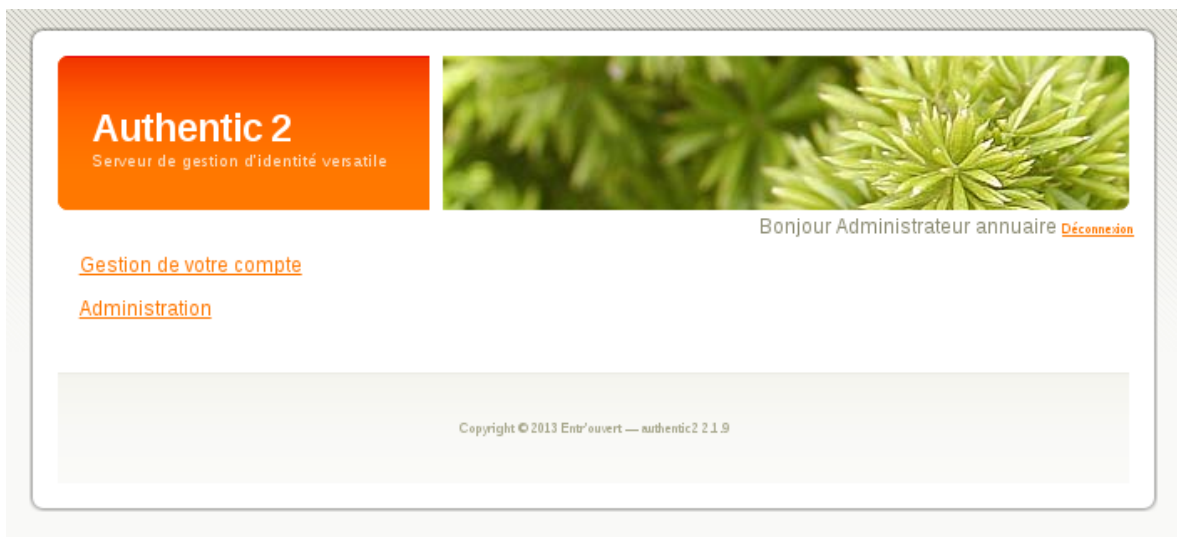 Authentic 2
Serveur de gestion d'identité versatile
Bonjour Administrateur annuaire Déconnexion
Gestion de votre compte
Administration
Copyright © 2013 Entr'ouvert — authentic2 2.1.9